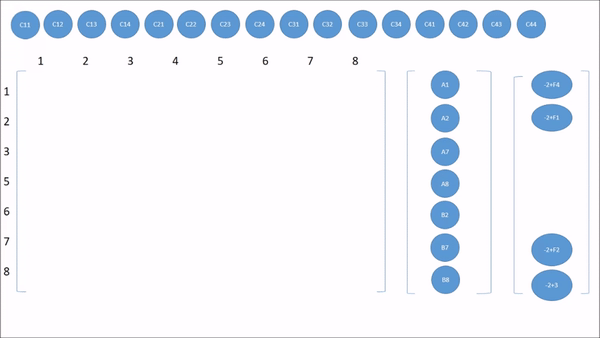 C11 C12 C13 C14 C21 C22 C23 C24 C31 C32 C33 C34 C41 C42 C43 C44
1 2 3 4 5 6 7 8
1 A1 -2+F4
2 A2 -2+F1
3 A7
5 A8
6 B2
7 B7 -2+F2
8 B8 -2+3